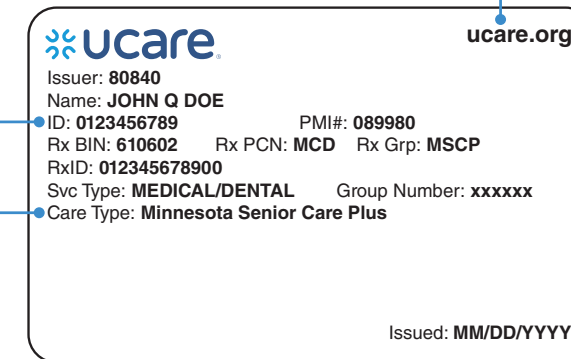 ucare. ucare.org
Issuer: 80840
Name: JOHN Q DOE
ID: 0123456789 PMI#: 089980
Rx BIN: 610602 Rx PCN: MCD Rx Grp: MSCP
RxID: 012345678900
Svc Type: MEDICAL/DENTAL Group Number: xxxxxx
Care Type: Minnesota Senior Care Plus
Issued: MM/DD/YYYY